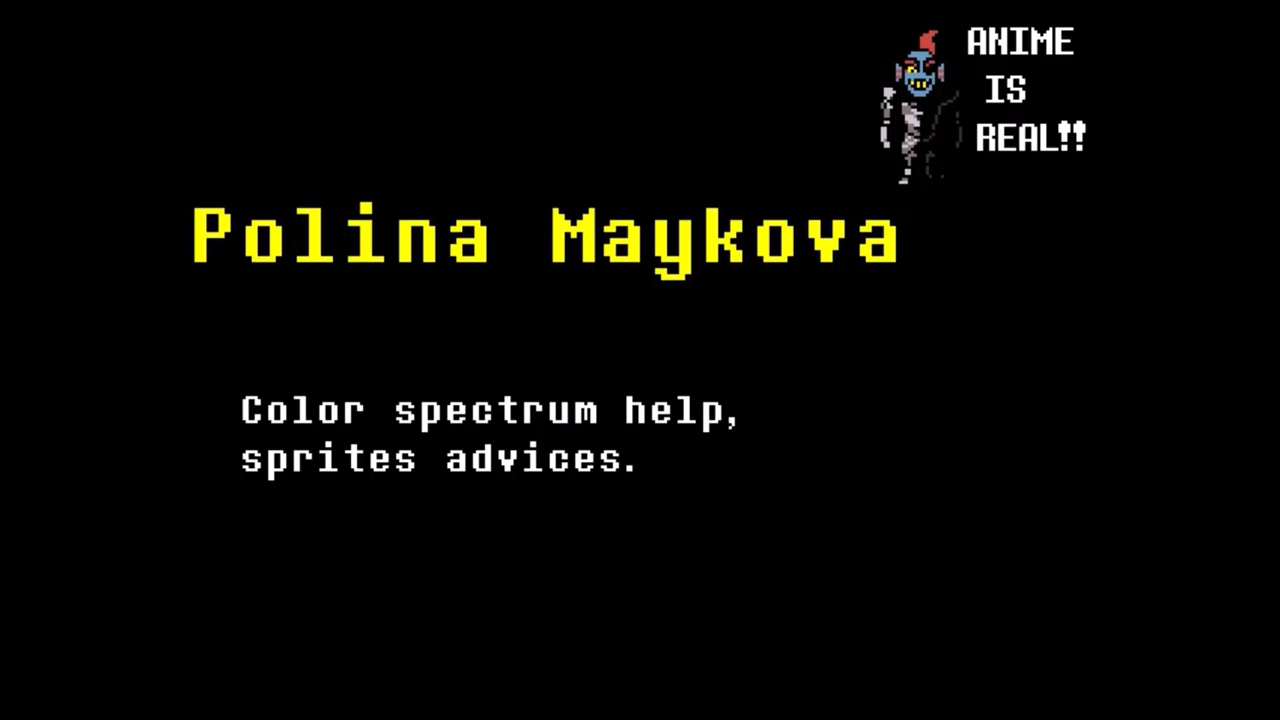 ANIME
IS
REAL!!
Polina Maykova
Color spectrum help,
sprites advices.